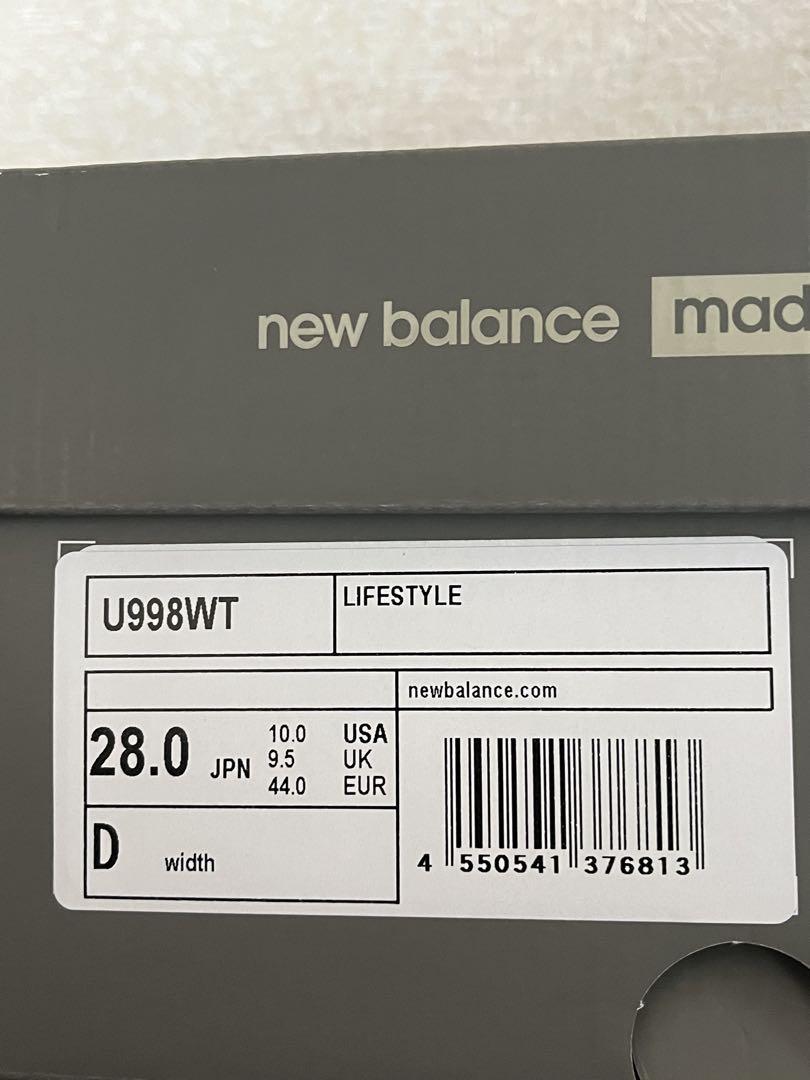 new balance mad
U998WT
LIFESTYLE
newbalance.com
28.0 JPN
10.0 USA
9.5 UK
44.0 EUR
D width
4 550541 376813